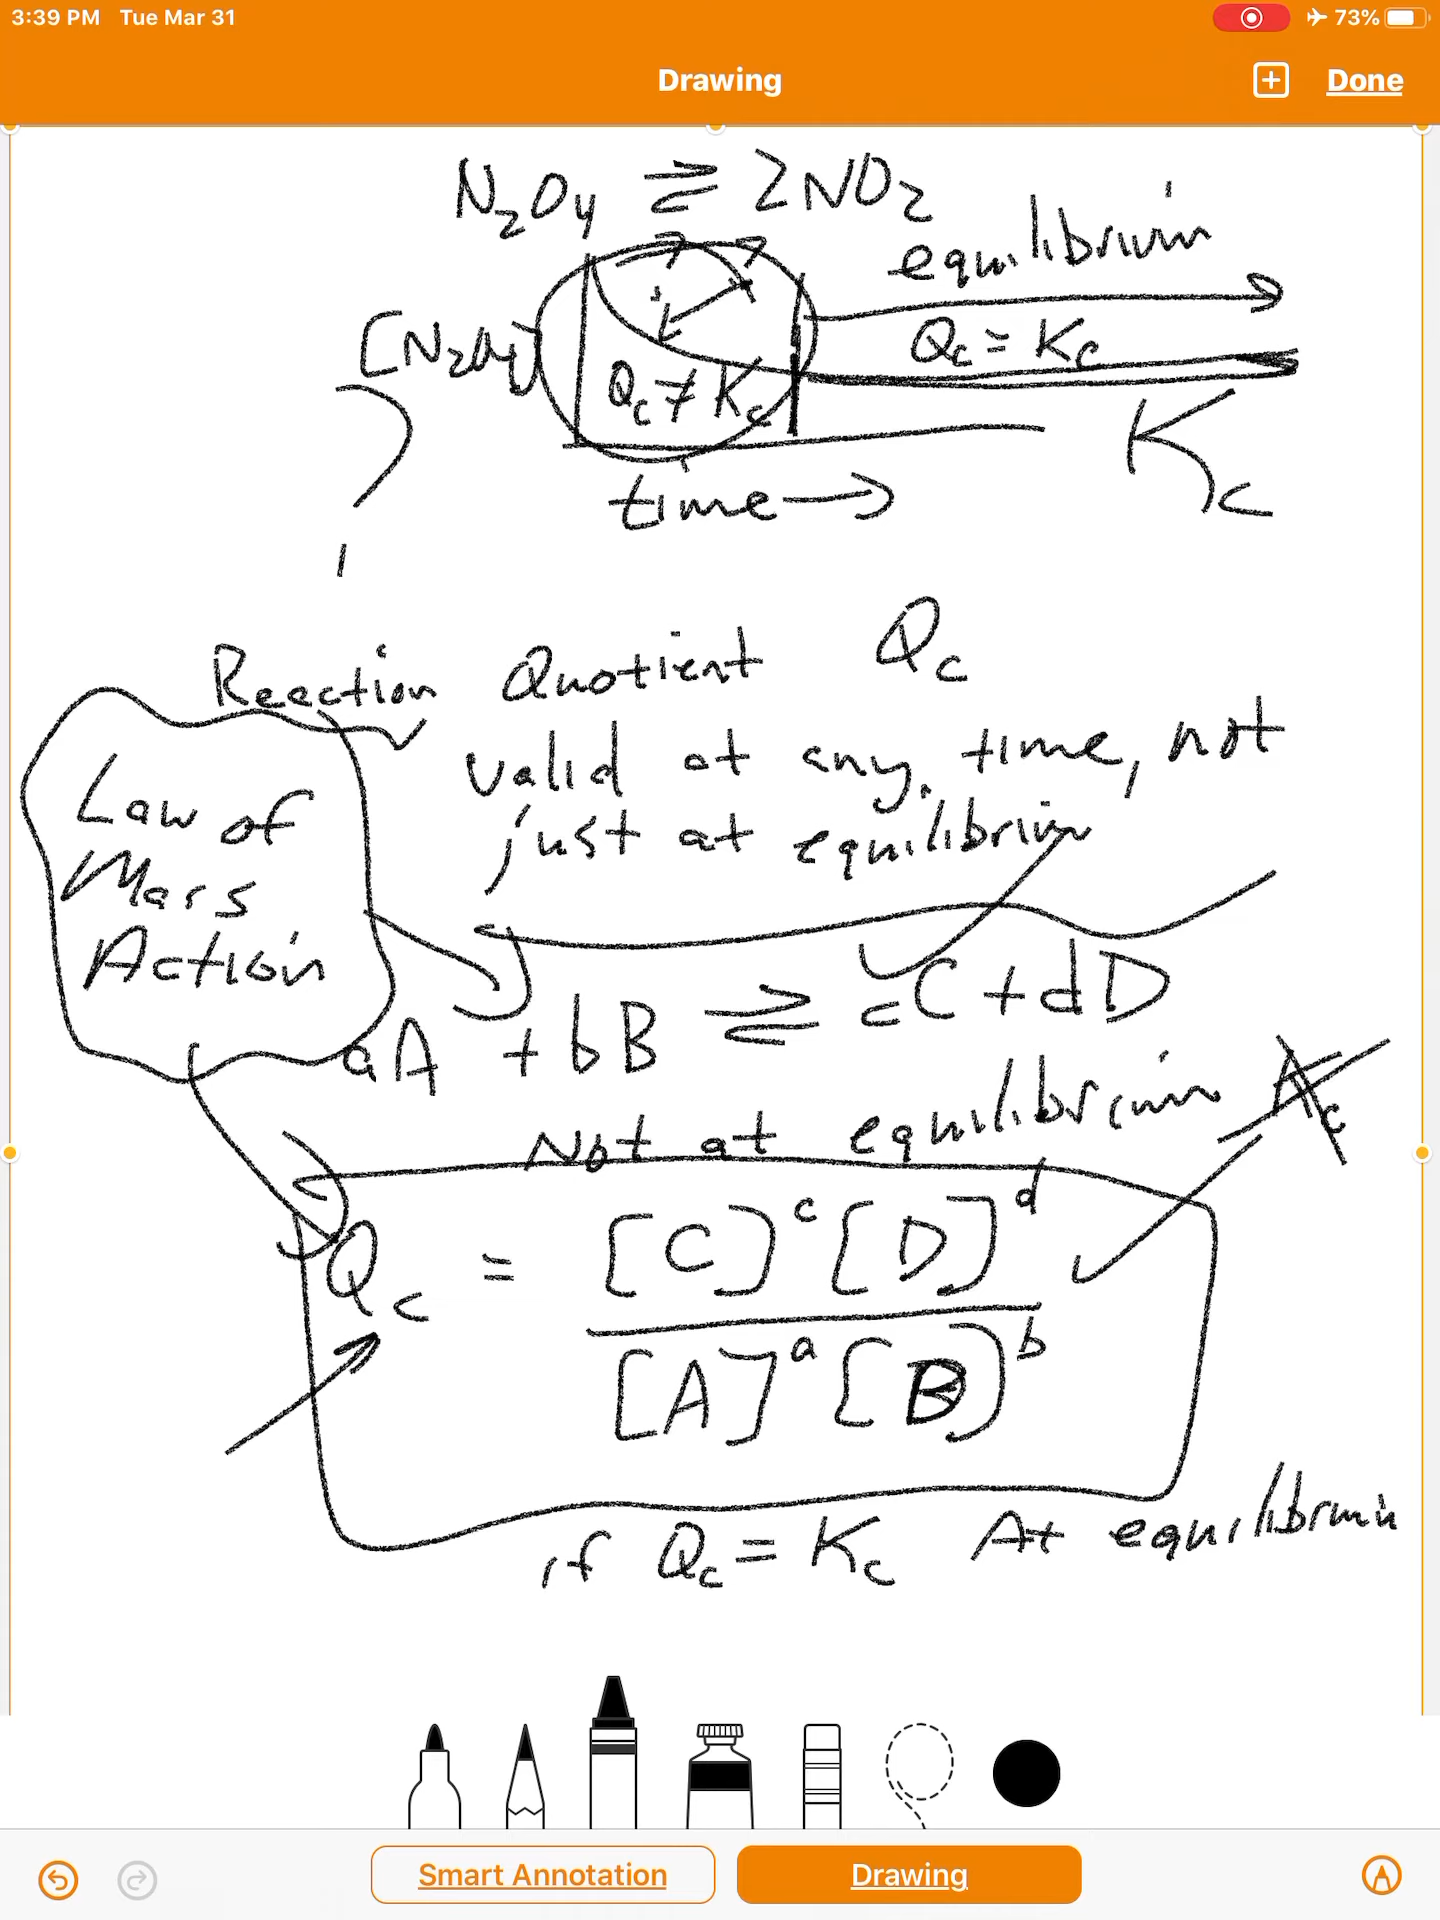 3:39 PM Tue Mar 31 73%
Drawing Done
N₂O₄ ⇌ 2NO₂
equilibrium
[N₂O₄] Qc ≠ Kc Qc = Kc
Kc
time →
Reaction Quotient Qc
valid at any time, not
just at equilibrium
Law of
Mass
Action
aA + bB ⇌ cC + dD
Not at equilibrium
Qc = [C]ᶜ [D]ᵈ
[A]ᵃ [B]ᵇ
if Qc = Kc At equilibrium
Smart Annotation Drawing